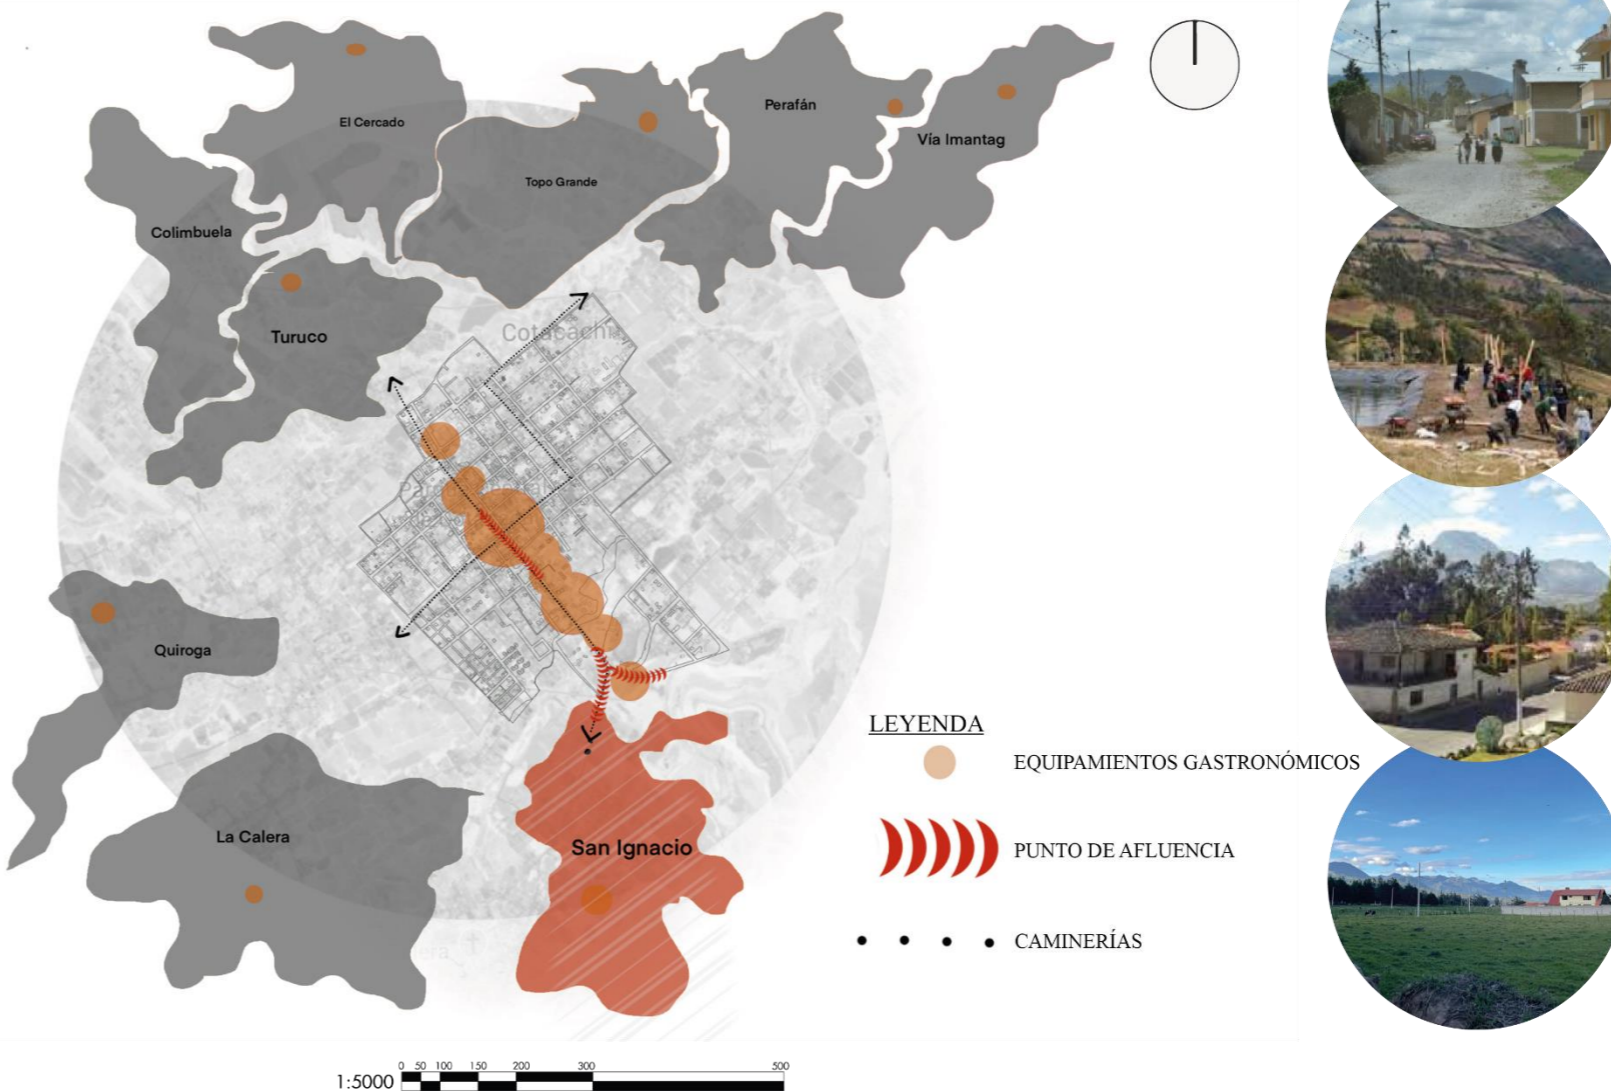 El Cercado
Perafán
Vía Imantag
Topo Grande
Colimbuela
Turuco
Cotacachi
Quiroga
La Calera
San Ignacio
LEYENDA
EQUIPAMIENTOS GASTRONÓMICOS
PUNTO DE AFLUENCIA
CAMINERÍAS
1:5000 0 50 100 150 200 300 500